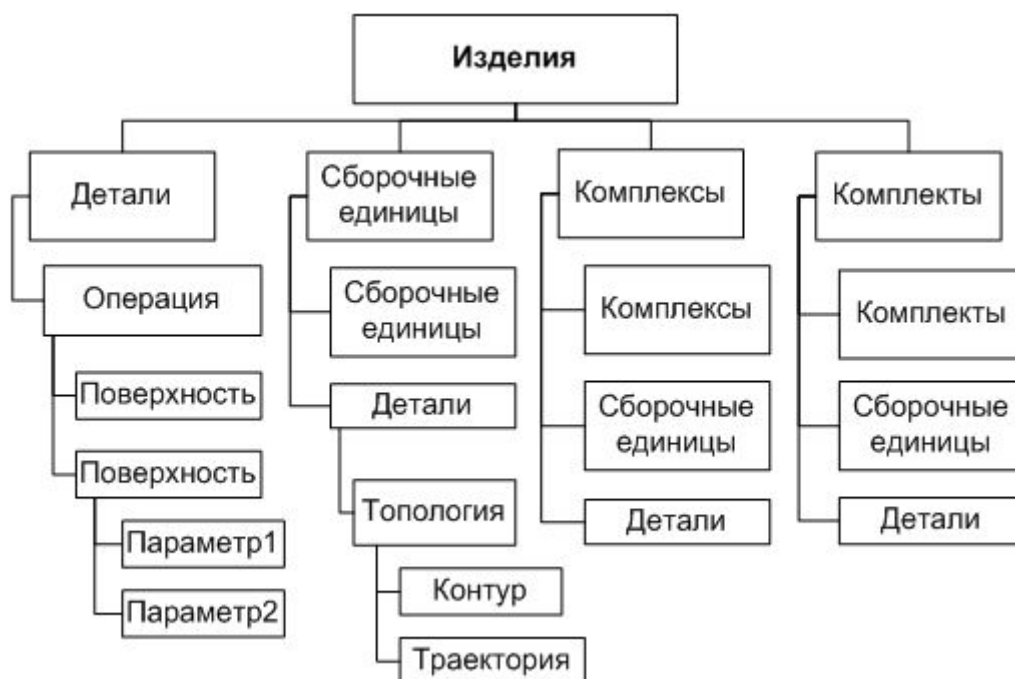 Изделия
Детали
Операция
Поверхность
Поверхность
Параметр1
Параметр2
Сборочные
единицы
Сборочные
единицы
Детали
Топология
Контур
Траектория
Комплексы
Комплексы
Сборочные
единицы
Детали
Комплекты
Комплекты
Сборочные
единицы
Детали